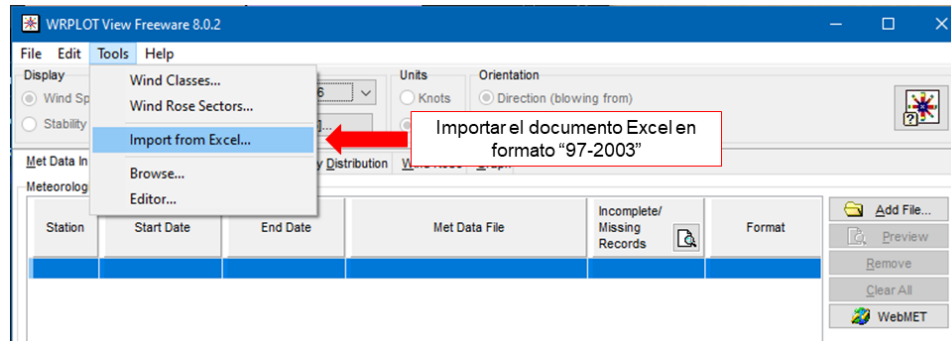 WRPLOT View Freeware 8.0.2
File Edit Tools Help
Display
Units
Orientation
Wind Sp
Knots
Direction (blowing from)
Stability
Wind Classes...
Wind Rose Sectors...
Import from Excel...
Browse...
Editor...
Importar el documento Excel en
formato “97-2003”
Met Data In
Distribution
Meteorolog
Station
Start Date
End Date
Met Data File
Incomplete/
Missing
Records
Format
Add File...
Preview
Remove
Clear All
WebMET